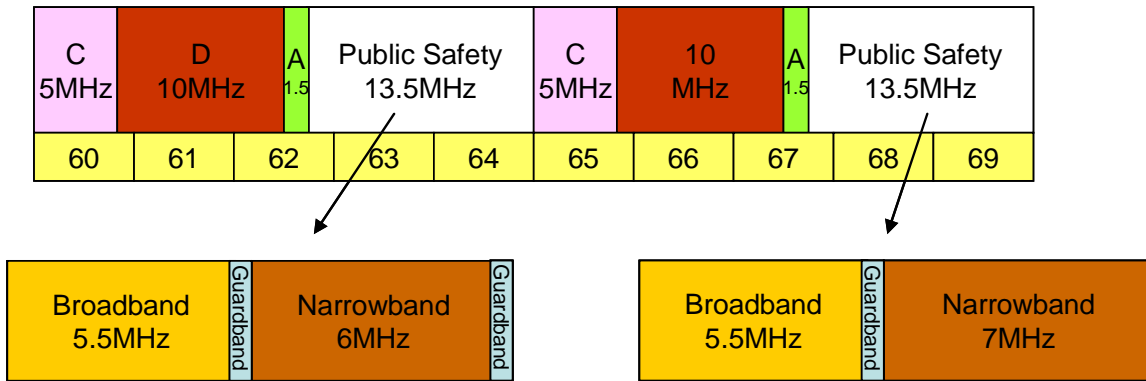 C
5MHz
D
10MHz
A
1.5
Public Safety
13.5MHz
C
5MHz
10
MHz
A
1.5
Public Safety
13.5MHz
60
61
62
63
64
65
66
67
68
69
Broadband
5.5MHz
Guardband
Narrowband
6MHz
Guardband
Broadband
5.5MHz
Guardband
Narrowband
7MHz